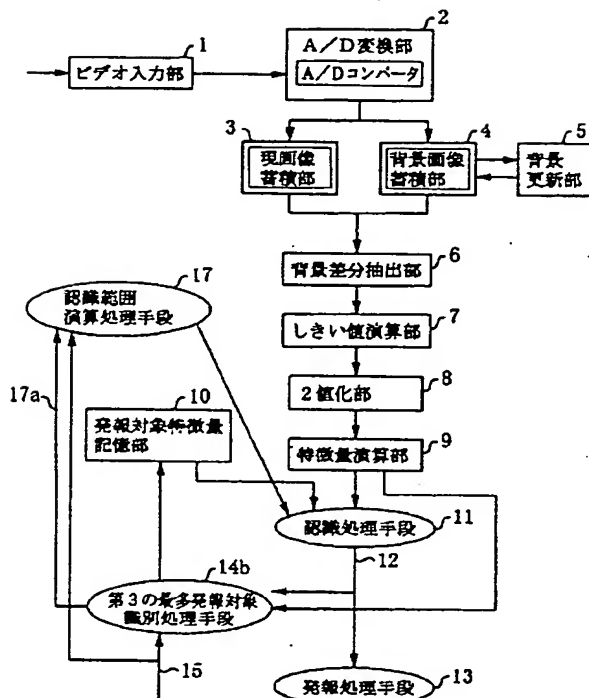 1
ビデオ入力部
2
A/D変換部
A/Dコンバータ
3
現画像
蓄積部
4
背景画像
蓄積部
5
背景
更新部
6
背景差分抽出部
17
認識範囲
演算処理手段
7
しきい値演算部
17a
8
2値化部
10
発報対象特徴量
記憶部
9
特徴量演算部
11
認識処理手段
12
14b
第3の最多発報対象
識別処理手段
15
13
発報処理手段